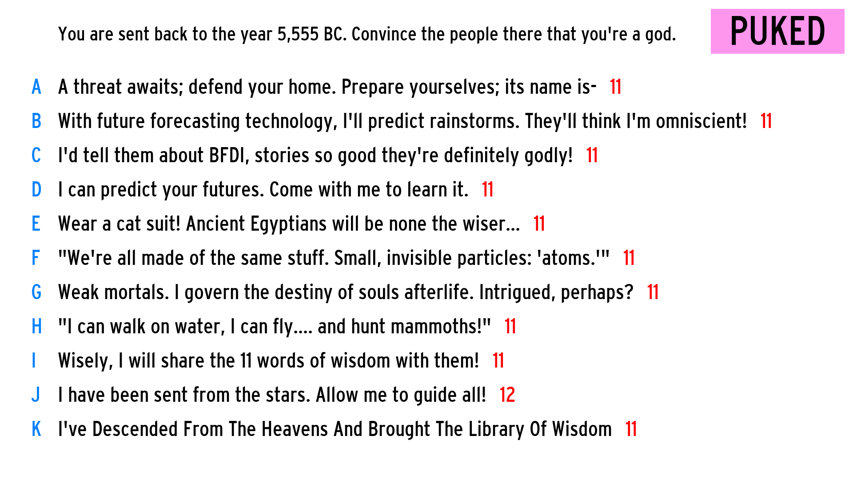 You are sent back to the year 5,555 BC. Convince the people there that you're a god.
PUKED
A A threat awaits; defend your home. Prepare yourselves; its name is- 11
B With future forecasting technology, I'll predict rainstorms. They'll think I'm omniscient! 11
C I'd tell them about BFDI, stories so good they're definitely godly! 11
D I can predict your futures. Come with me to learn it. 11
E Wear a cat suit! Ancient Egyptians will be none the wiser... 11
F "We're all made of the same stuff. Small, invisible particles: 'atoms.'" 11
G Weak mortals. I govern the destiny of souls afterlife. Intrigued, perhaps? 11
H "I can walk on water, I can fly.... and hunt mammoths!" 11
I Wisely, I will share the 11 words of wisdom with them! 11
J I have been sent from the stars. Allow me to guide all! 12
K I've Descended From The Heavens And Brought The Library Of Wisdom 11